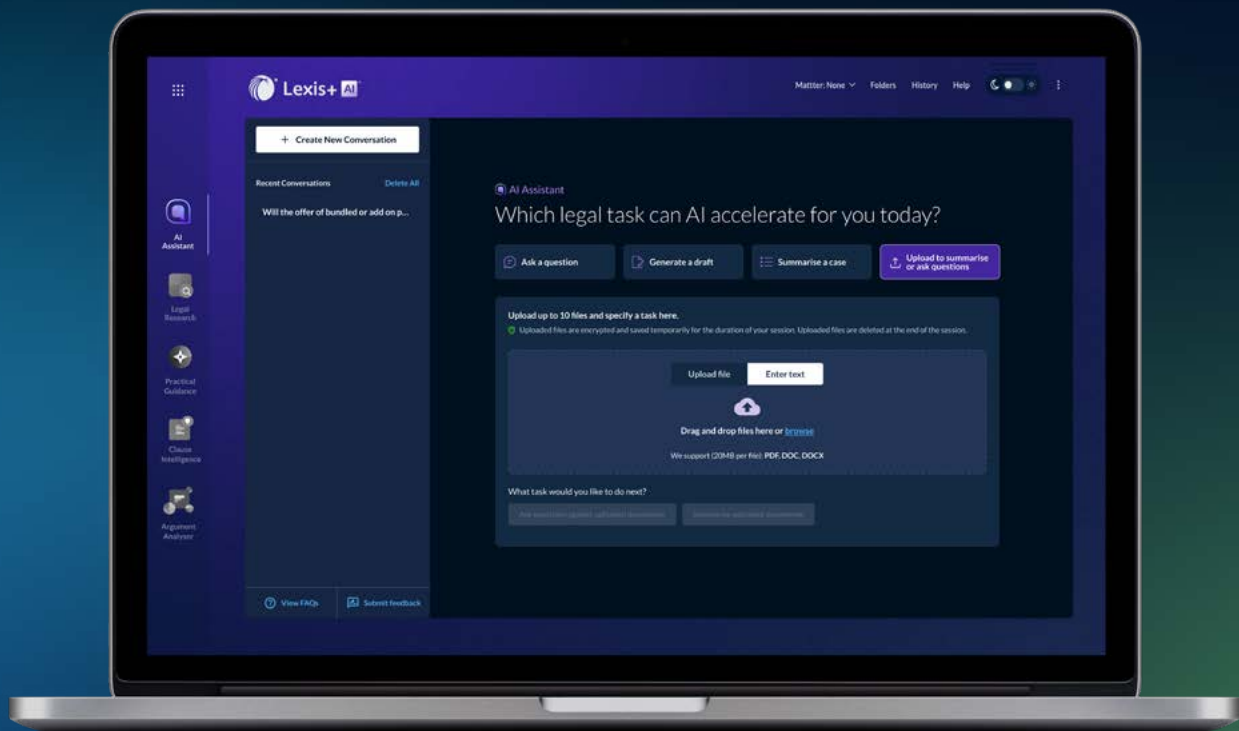 Lexis+ AI
Mattter: None
Folders
History
Help
+ Create New Conversation
Recent Conversations
Delete All
Will the offer of bundled or add on p...
AI
Assistant
Legal
Research
Practical
Guidance
Clause
Intelligence
Argument
Analyser
AI Assistant
Which legal task can AI accelerate for you today?
Ask a question
Generate a draft
Summarise a case
Upload to summarise
or ask questions
Upload up to 10 files and specify a task here.
Uploaded files are encrypted and saved temporarily for the duration of your session. Uploaded files are deleted at the end of the session.
Upload file
Enter text
Drag and drop files here or browse
We support (20MB per file): PDF, DOC, DOCX
What task would you like to do next?
View FAQs
Submit feedback